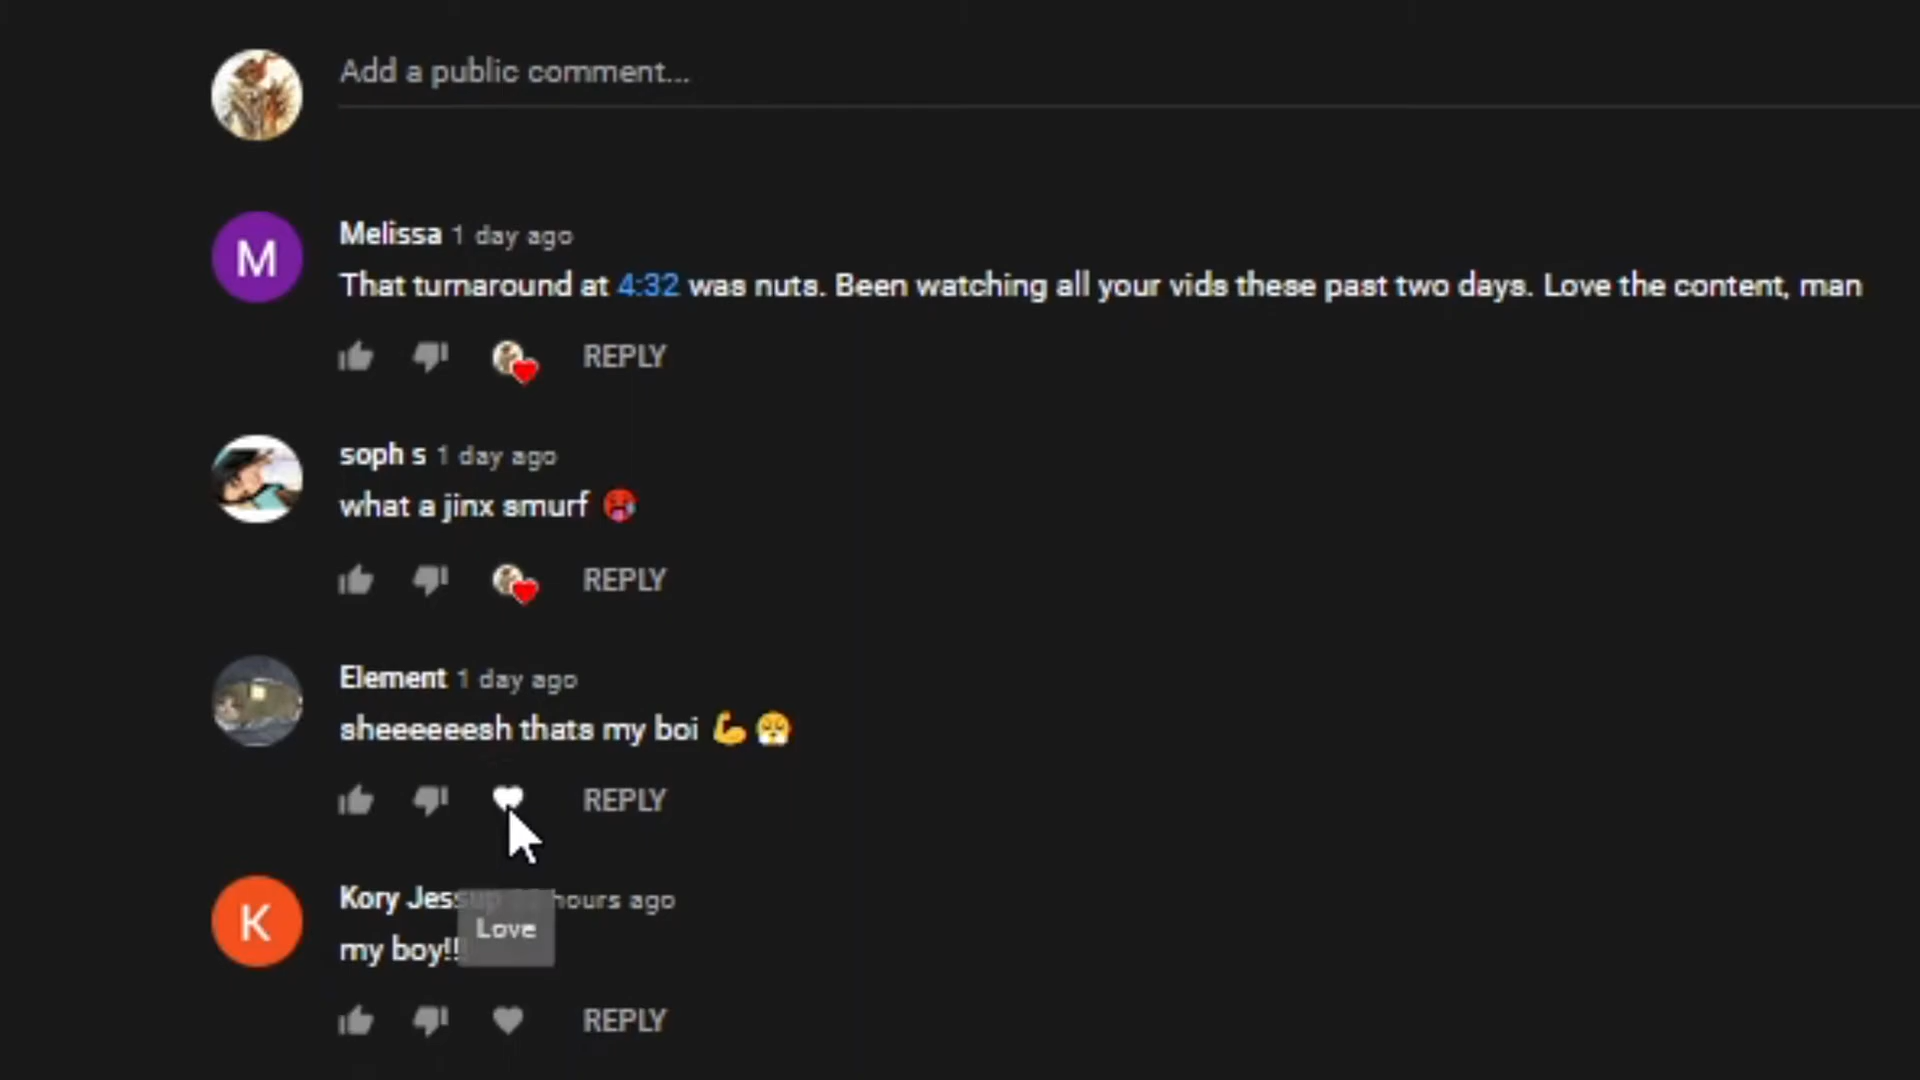 Add a public comment...
M
Melissa 1 day ago
That turnaround at 4:32 was nuts. Been watching all your vids these past two days. Love the content, man
REPLY
soph s 1 day ago
what a jinx smurf 🥵
REPLY
Element 1 day ago
sheeeeeesh thats my boi 💪😤
REPLY
K
Kory Jessup hours ago
Love
my boy!!
REPLY